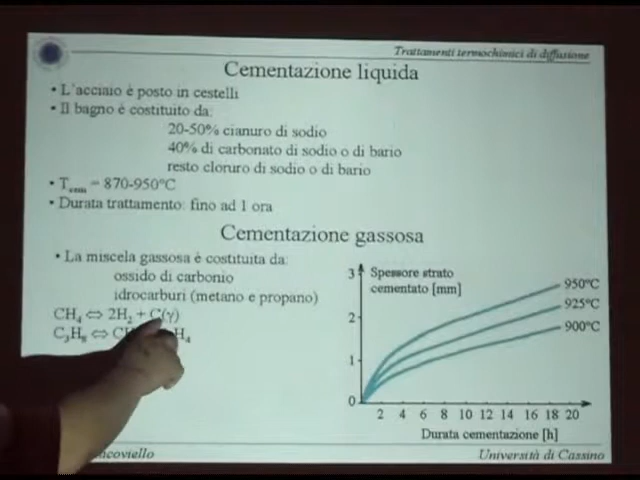 Trattamenti termochimici di diffusione
Cementazione liquida
• L'acciaio è posto in cestelli
• Il bagno è costituito da:
20-50% cianuro di sodio
40% di carbonato di sodio o di bario
resto cloruro di sodio o di bario
• Tcem = 870-950°C
• Durata trattamento: fino ad 1 ora
Cementazione gassosa
• La miscela gassosa è costituita da:
ossido di carbonio
idrocarburi (metano e propano)
CH4 ⇔ 2H2 + C(γ)
C3H8 ⇔
3
2
1
0
Spessore strato
cementato [mm]
950°C
925°C
900°C
2 4 6 8 10 12 14 16 18 20
Durata cementazione [h]
Università di Cassino